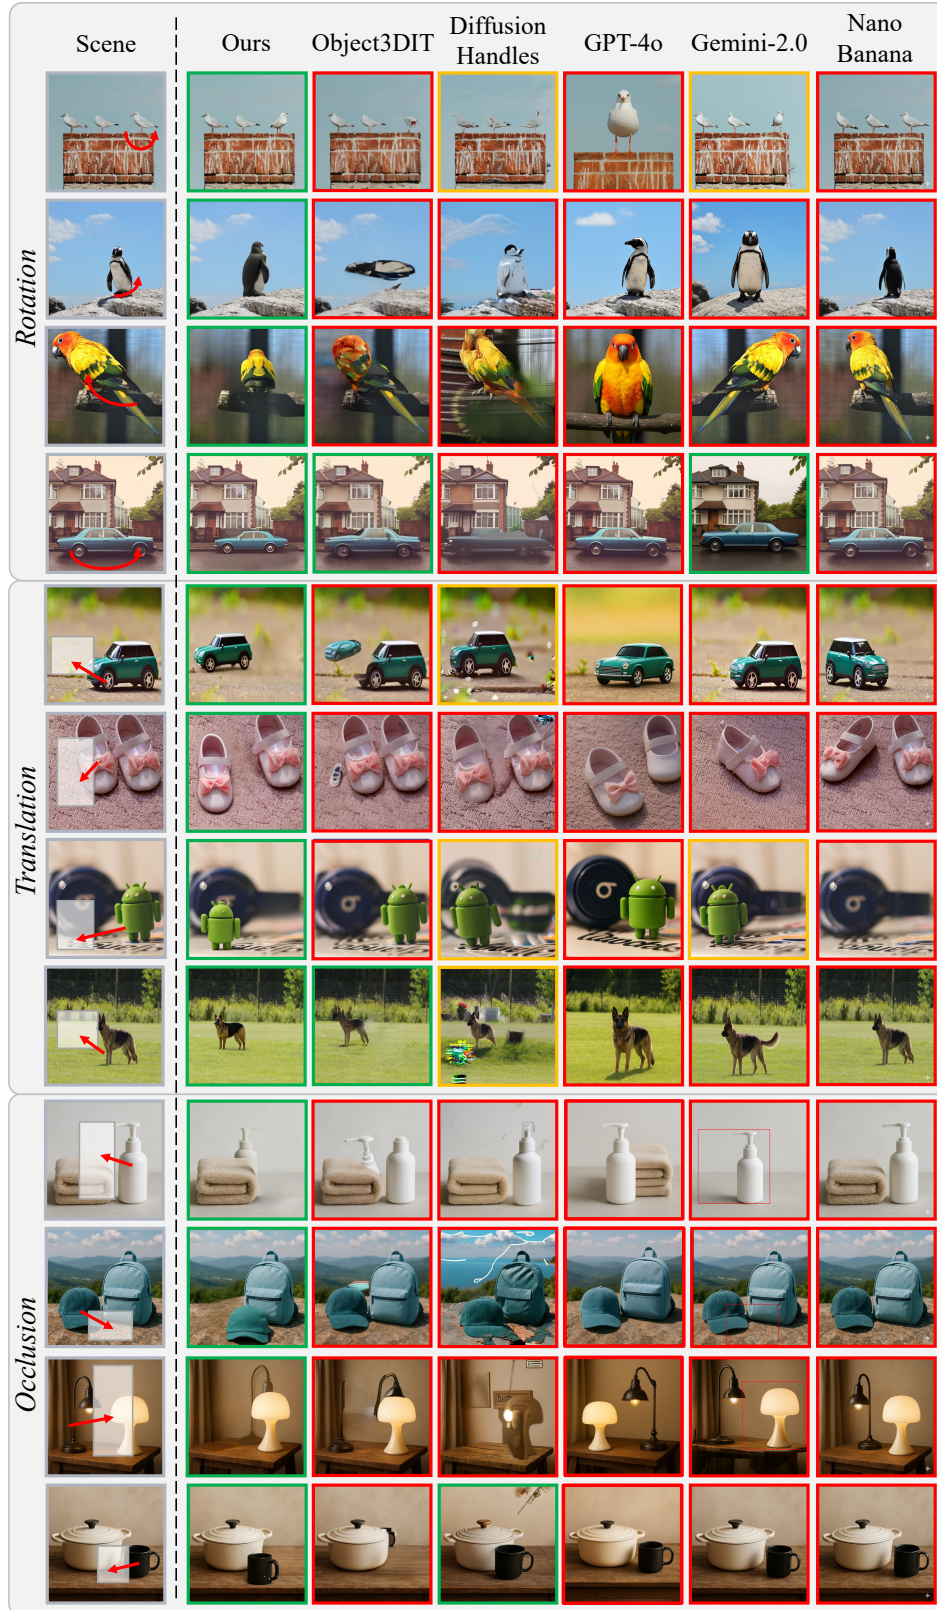 Scene
Ours
Object3DIT
Diffusion
Handles
GPT-4o
Gemini-2.0
Nano
Banana
Rotation
Translation
Occlusion